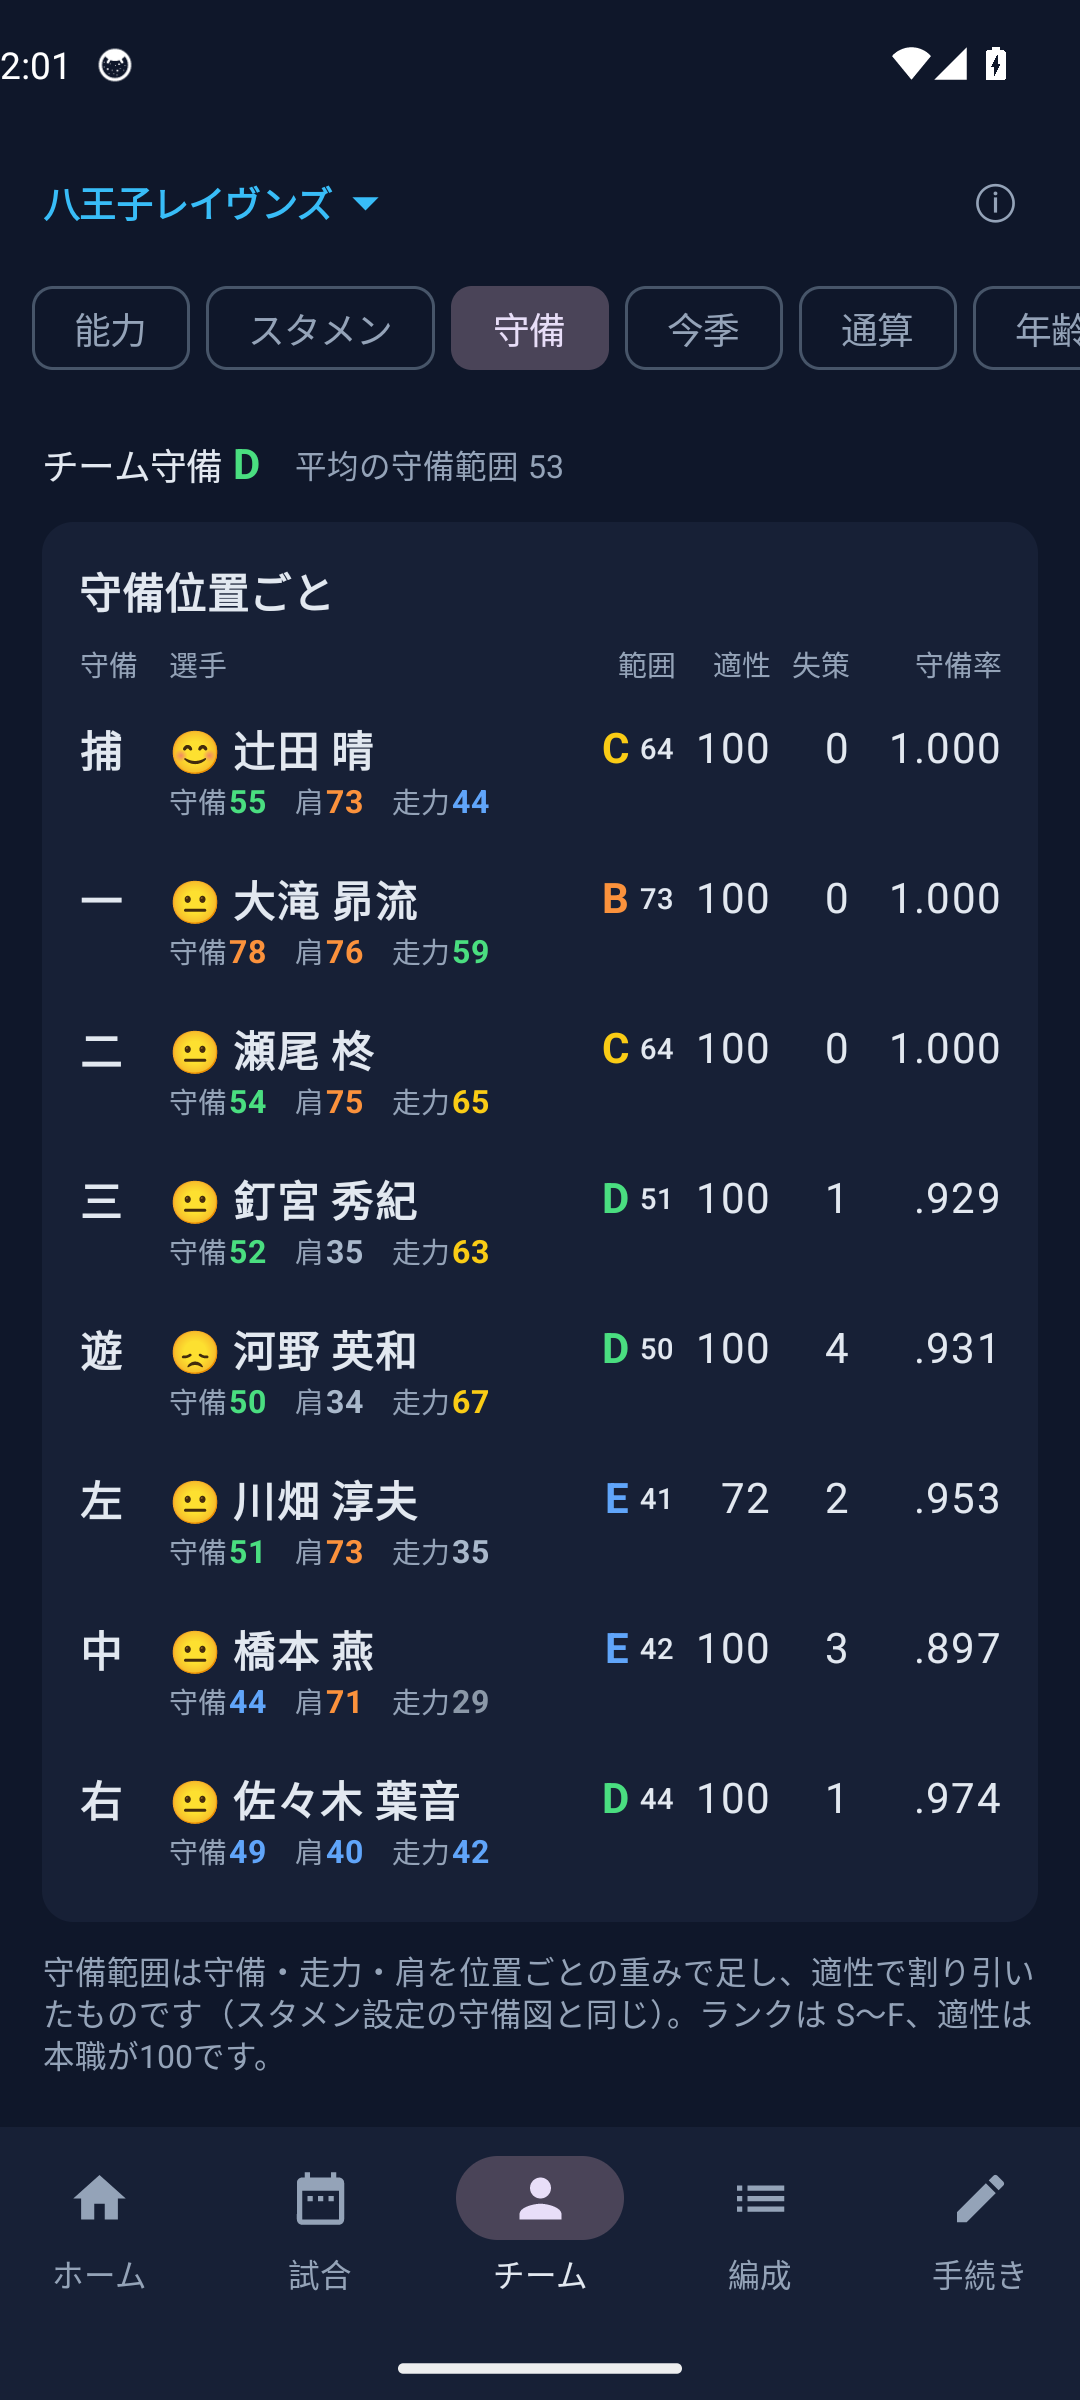 2:01
八王子レイヴンズ
能力 スタメン 守備 今季 通算 年齢
チーム守備 D 平均の守備範囲 53
守備位置ごと
守備 選手 範囲 適性 失策 守備率
捕 辻田 晴 C 64 100 0 1.000
守備55 肩73 走力44
一 大滝 昴流 B 73 100 0 1.000
守備78 肩76 走力59
二 瀬尾 柊 C 64 100 0 1.000
守備54 肩75 走力65
三 釘宮 秀紀 D 51 100 1 .929
守備52 肩35 走力63
遊 河野 英和 D 50 100 4 .931
守備50 肩34 走力67
左 川畑 淳夫 E 41 72 2 .953
守備51 肩73 走力35
中 橋本 燕 E 42 100 3 .897
守備44 肩71 走力29
右 佐々木 葉音 D 44 100 1 .974
守備49 肩40 走力42
守備範囲は守備・走力・肩を位置ごとの重みで足し、適性で割り引い
たものです（スタメン設定の守備図と同じ）。ランクは S〜F、適性は
本職が100です。
ホーム 試合 チーム 編成 手続き